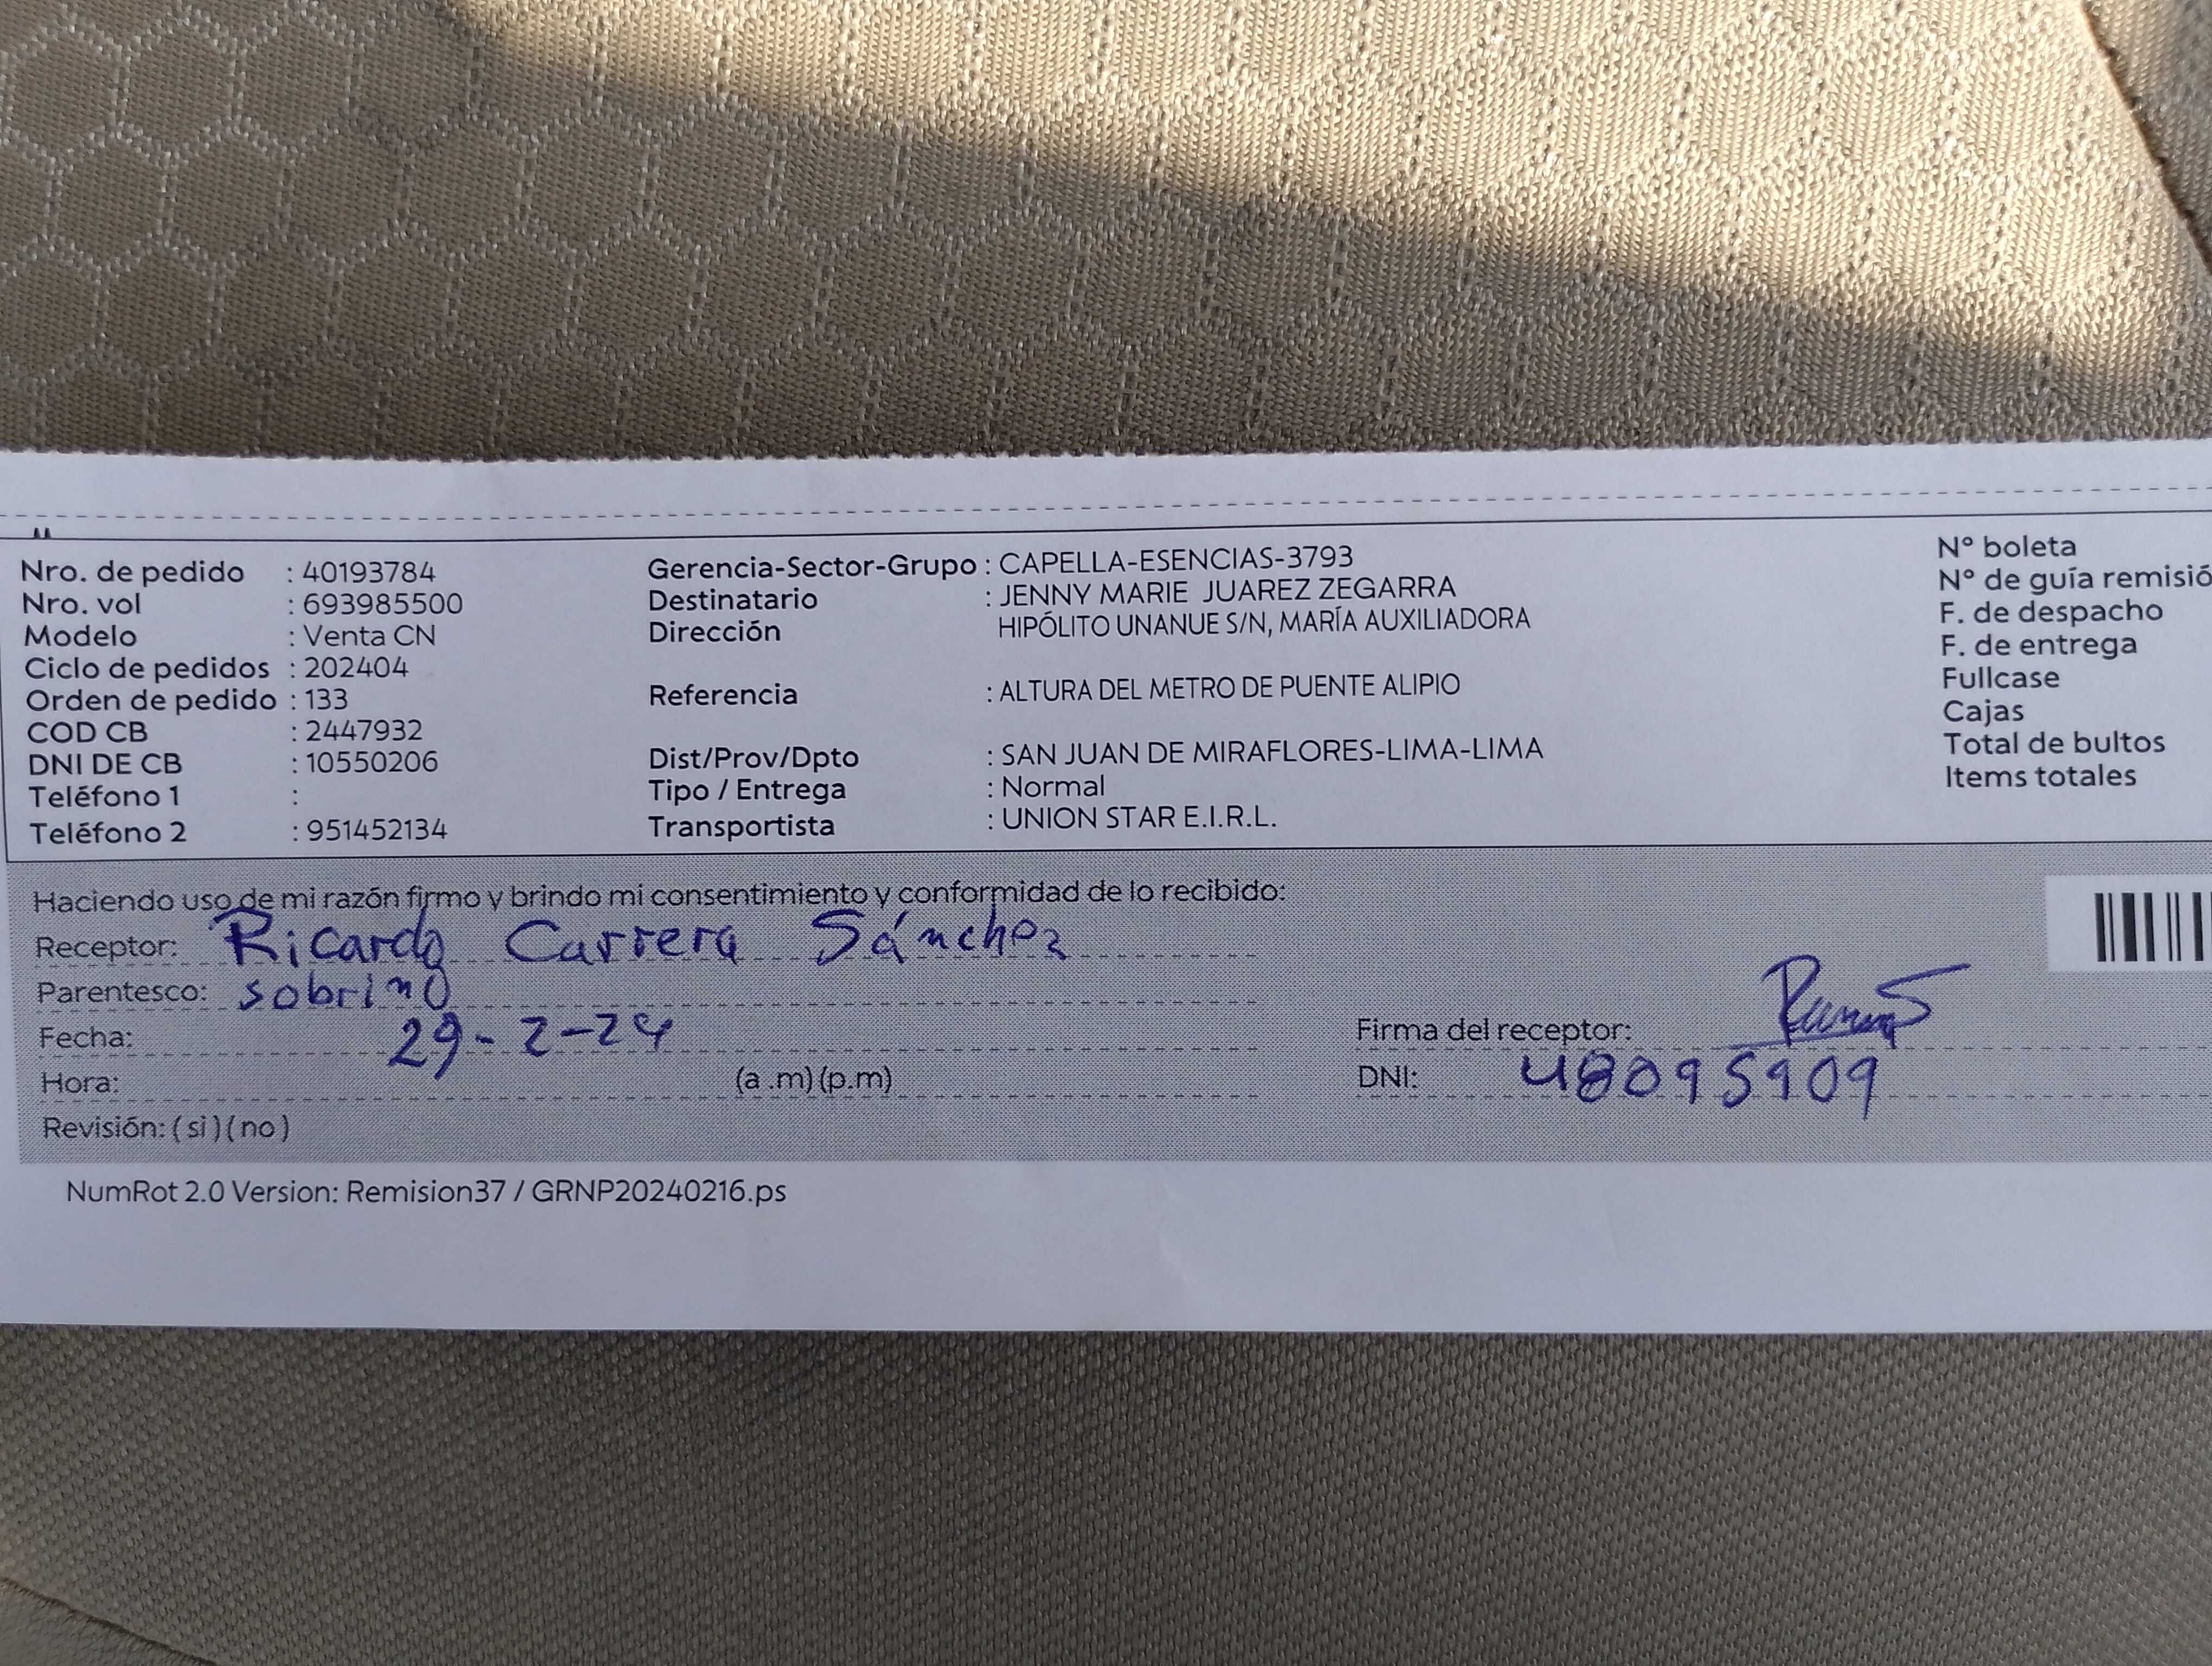 Nro. de pedido : 40193784
Nro. vol : 693985500
Modelo : Venta CN
Ciclo de pedidos : 202404
Orden de pedido : 133
COD CB : 2447932
DNI DE CB : 10550206
Teléfono 1 :
Teléfono 2 : 951452134
Gerencia-Sector-Grupo : CAPELLA-ESENCIAS-3793
Destinatario : JENNY MARIE JUAREZ ZEGARRA
Dirección HIPÓLITO UNANUE S/N, MARÍA AUXILIADORA
Referencia : ALTURA DEL METRO DE PUENTE ALIPIO
Dist/Prov/Dpto : SAN JUAN DE MIRAFLORES-LIMA-LIMA
Tipo / Entrega : Normal
Transportista : UNION STAR E.I.R.L.
N° boleta
N° de guía remisió
F. de despacho
F. de entrega
Fullcase
Cajas
Total de bultos
Items totales
Haciendo uso de mi razón firmo y brindo mi consentimiento y conformidad de lo recibido:
Receptor: Ricardo Carrera Sánchez
Parentesco: sobrino
Fecha: 29-2-24
Hora: (a .m) (p.m)
Revisión: ( si ) ( no )
Firma del receptor:
DNI: 48095909
NumRot 2.0 Version: Remision37 / GRNP20240216.ps